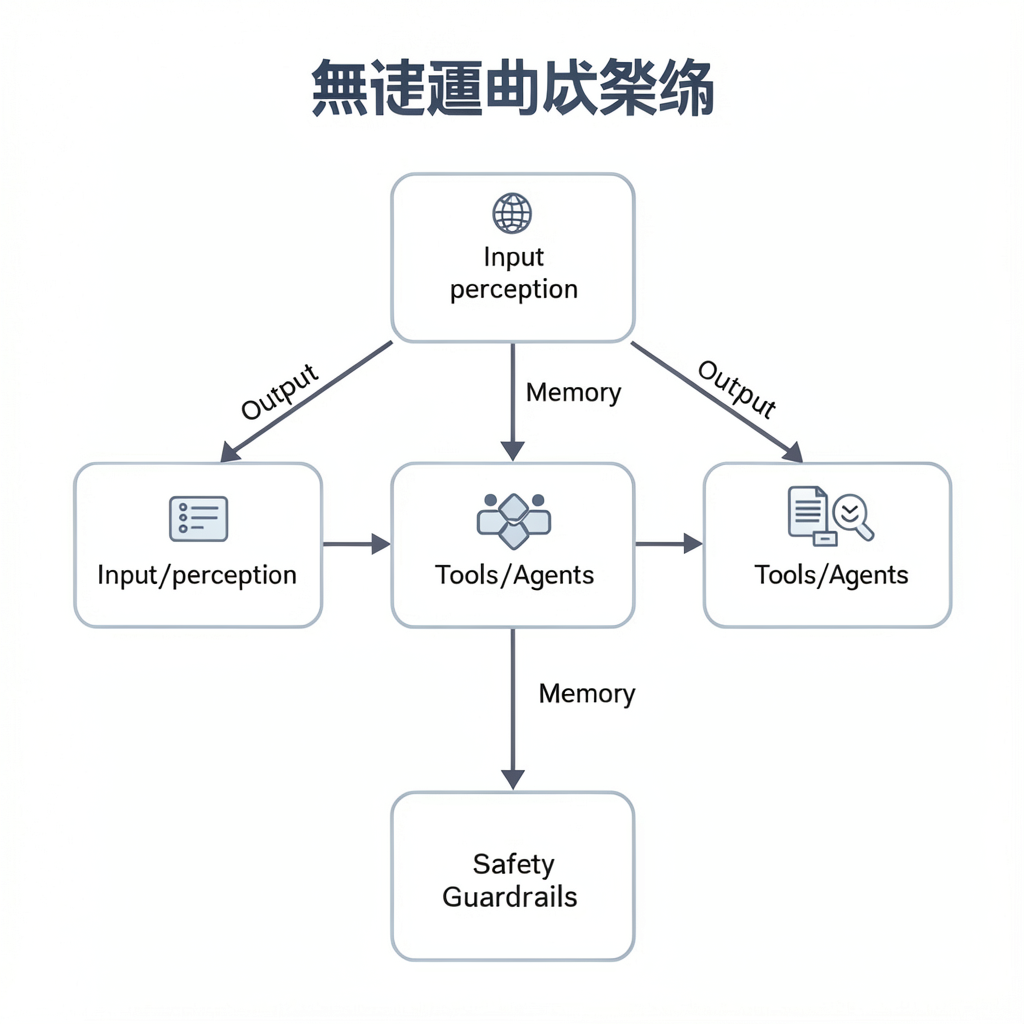 Input
perception
Output
Memory
Output
Input/perception
Tools/Agents
Tools/Agents
Memory
Safety
Guardrails